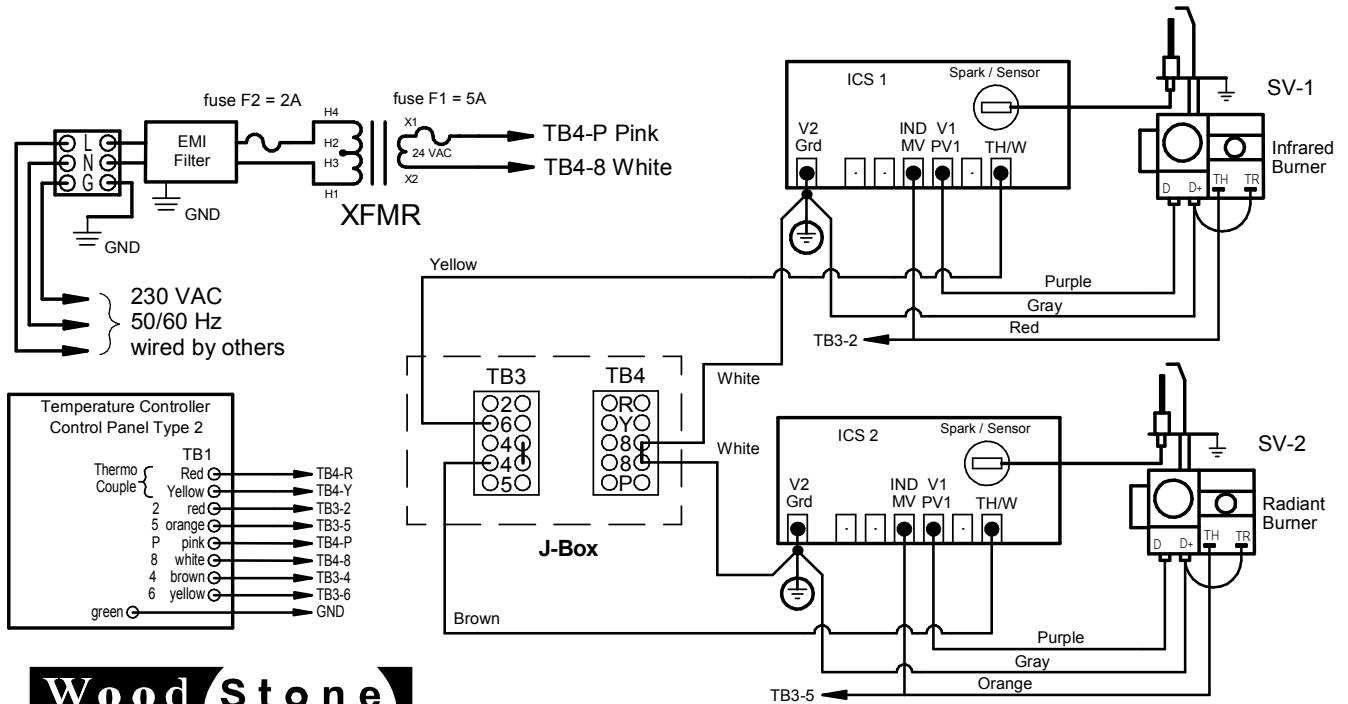 fuse F2 = 2A
fuse F1 = 5A
L
N
G
EMI
Filter
GND
GND
H4
H2
H3
H1
X1
24 VAC
X2
XFMR
TB4-P Pink
TB4-8 White
230 VAC
50/60 Hz
wired by others
ICS 1
Spark / Sensor
V2
Grd
IND
MV
V1
PV1
TH/W
SV-1
Infrared
Burner
D
D+
TH
TR
Yellow
Purple
Gray
Red
TB3-2
White
White
TB3
2
6
4
4
5
TB4
R
Y
8
8
P
J-Box
Brown
Temperature Controller
Control Panel Type 2
TB1
Thermo
Couple
Red TB4-R
Yellow TB4-Y
2 red TB3-2
5 orange TB3-5
P pink TB4-P
8 white TB4-8
4 brown TB3-4
6 yellow TB3-6
green GND
ICS 2
Spark / Sensor
V2
Grd
IND
MV
V1
PV1
TH/W
SV-2
Radiant
Burner
D
D+
TH
TR
Purple
Gray
Orange
TB3-5
Wood Stone